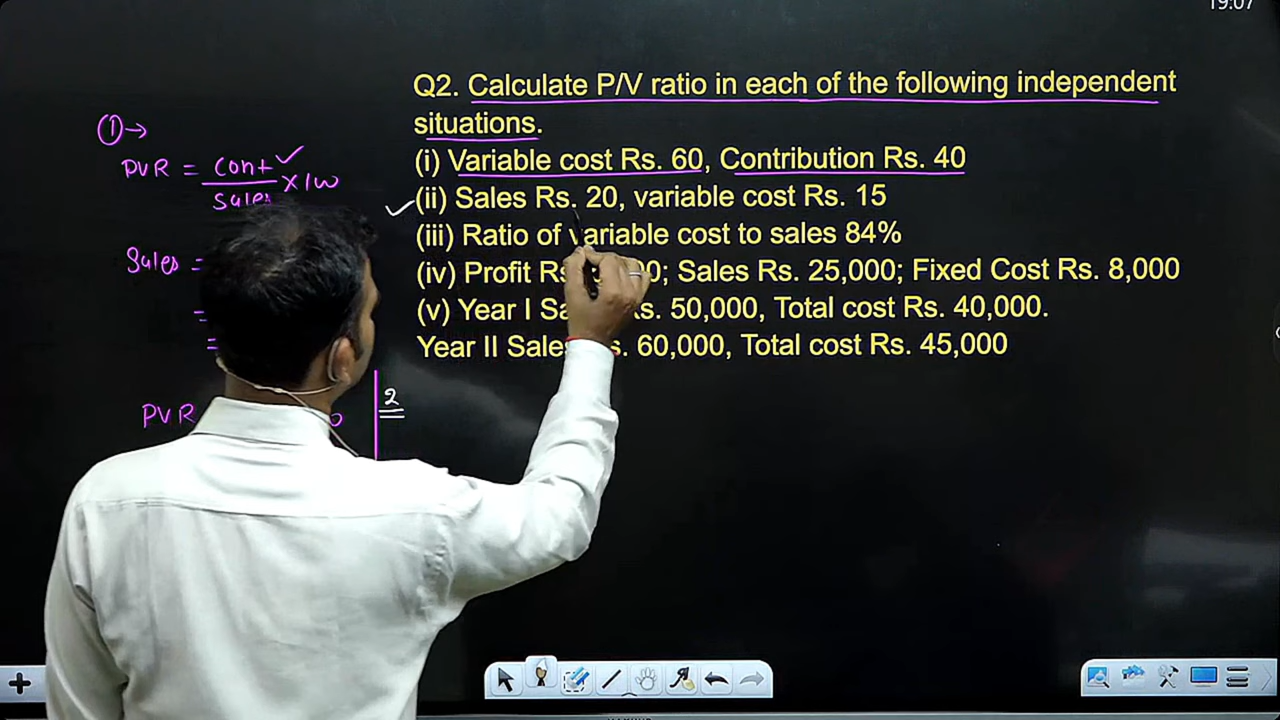 19:07
Q2. Calculate P/V ratio in each of the following independent
situations.
(i) Variable cost Rs. 60, Contribution Rs. 40
(ii) Sales Rs. 20, variable cost Rs. 15
(iii) Ratio of variable cost to sales 84%
(iv) Profit Sales Rs. 25,000; Fixed Cost Rs. 8,000
(v) Year I 50,000, Total cost Rs. 40,000.
Year II Sales 60,000, Total cost Rs. 45,000
①→
PVR = cont
sales
×100
Sales =
=
=
PVR
2